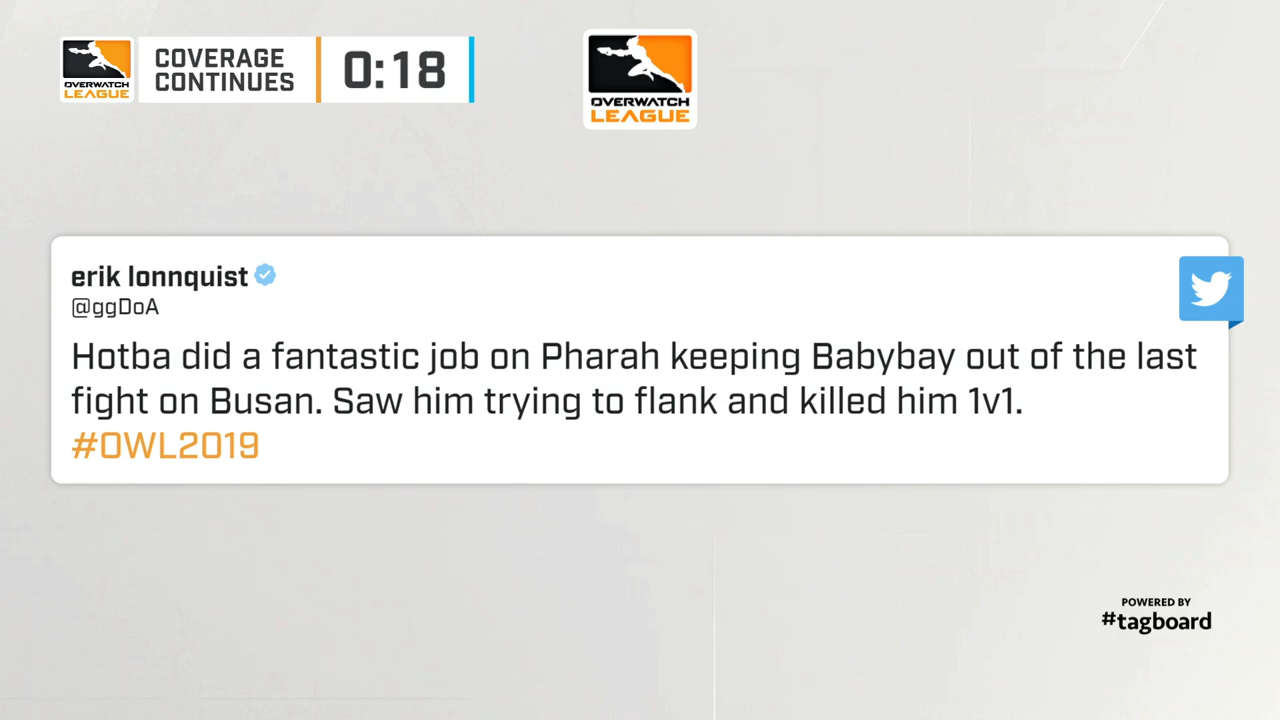 OVERWATCH
LEAGUE
COVERAGE
CONTINUES
0:18
OVERWATCH
LEAGUE
erik lonnquist
@ggDoA
Hotba did a fantastic job on Pharah keeping Babybay out of the last
fight on Busan. Saw him trying to flank and killed him 1v1.
#OWL2019
POWERED BY
#tagboard